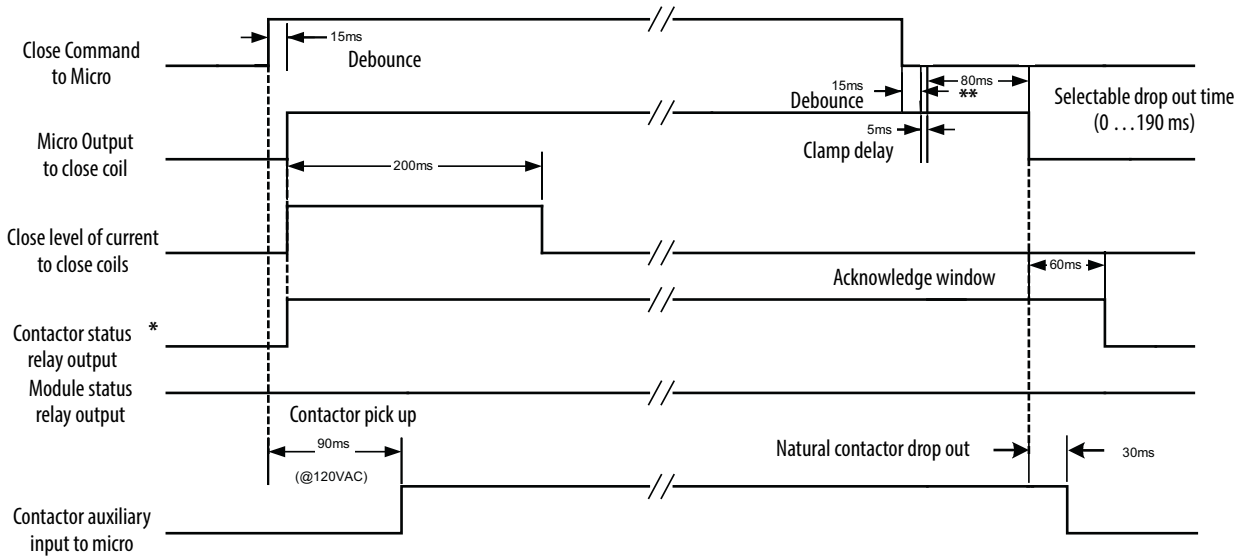 Close Command
to Micro
15ms
Debounce
15ms
Debounce
80ms
**
Selectable drop out time
(0 …190 ms)
Micro Output
to close coil
5ms
Clamp delay
200ms
Close level of current
to close coils
60ms
Acknowledge window
Contactor status *
relay output
Module status
relay output
Contactor pick up
90ms
(@120VAC)
Natural contactor drop out
30ms
Contactor auxiliary
input to micro